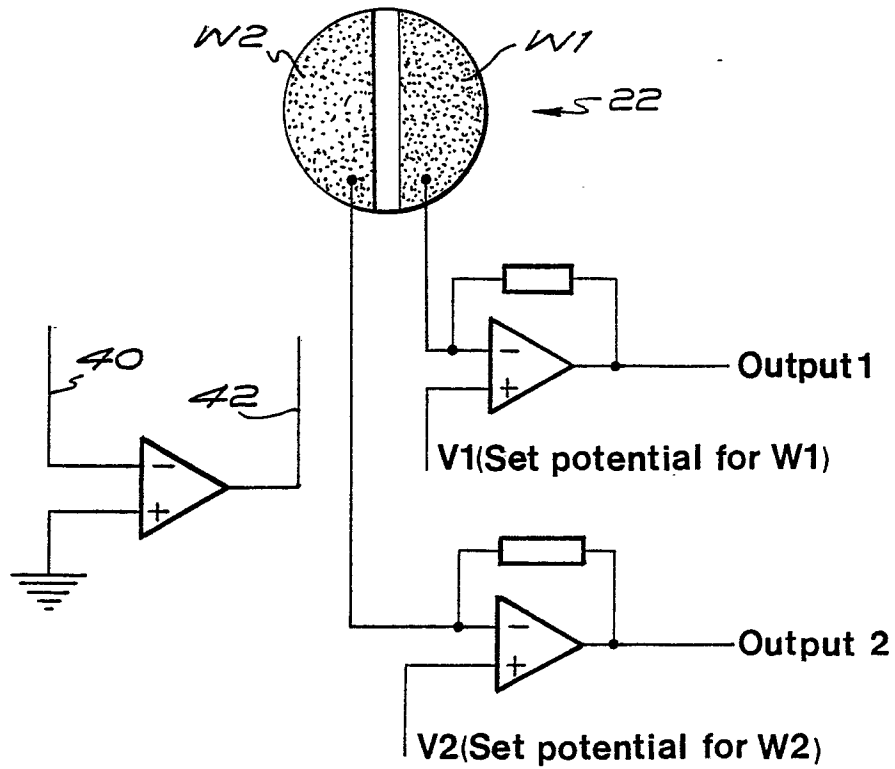 W2
W1
22
40
42
−
+
Output 1
V1(Set potential for W1)
−
+
−
+
Output 2
V2(Set potential for W2)